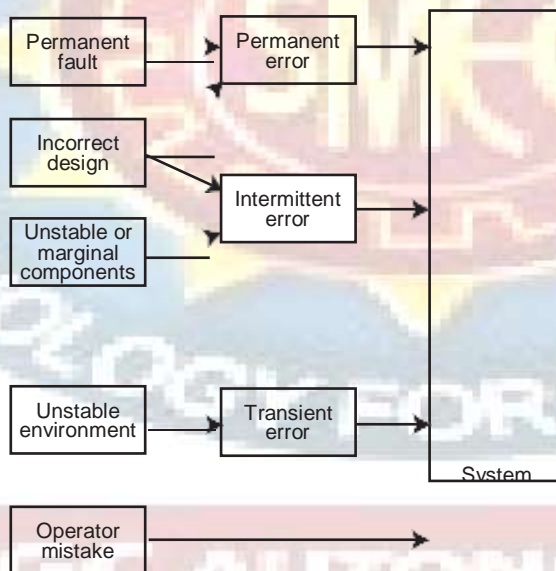 Permanent
fault
Permanent
error
Incorrect
design
Intermittent
error
Unstable or
marginal
components
Unstable
environment
Transient
error
System
Operator
mistake